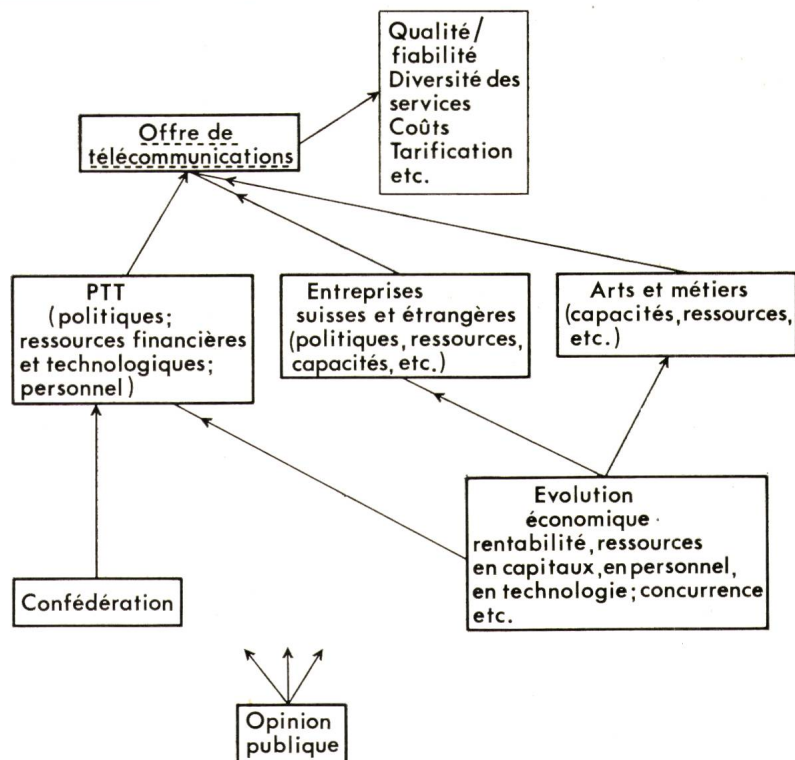 Qualité/
fiabilité
Diversité des
services
Coûts
Tarification
etc.
Offre de
télécommunications
PTT
(politiques;
ressources financières
et technologiques;
personnel)
Entreprises
suisses et étrangères
(politiques, ressources,
capacités, etc.)
Arts et métiers
(capacités, ressources,
etc.)
Evolution
économique
rentabilité, ressources
en capitaux, en personnel,
en technologie; concurrence
etc.
Confédération
Opinion
publique